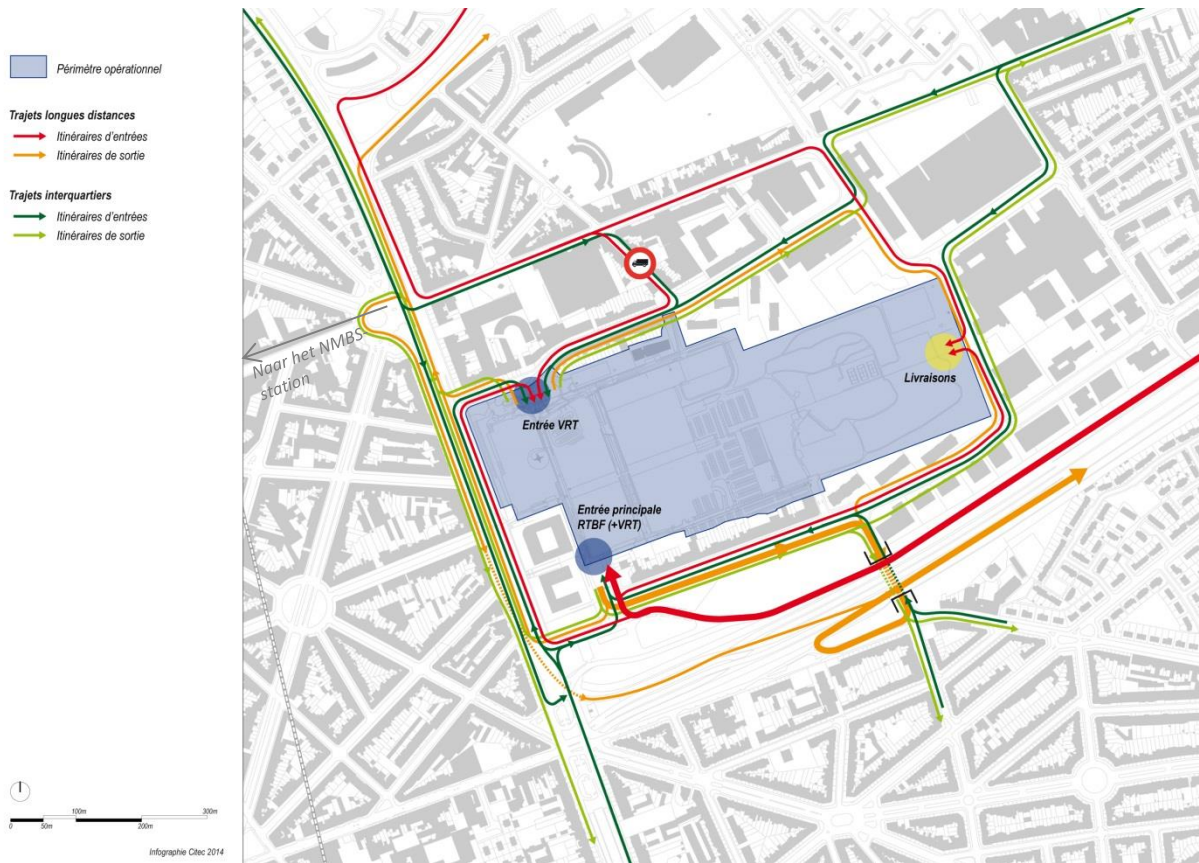 Périmètre opérationnel
Trajets longues distances
Itinéraires d'entrées
Itinéraires de sortie
Trajets interquartiers
Itinéraires d'entrées
Itinéraires de sortie
Naar het NMBS-
station
Entrée VRT
Livraisons
Entrée principale
RTBF (+VRT)
100m
300m
0
50m
200m
Infographie Citec 2014